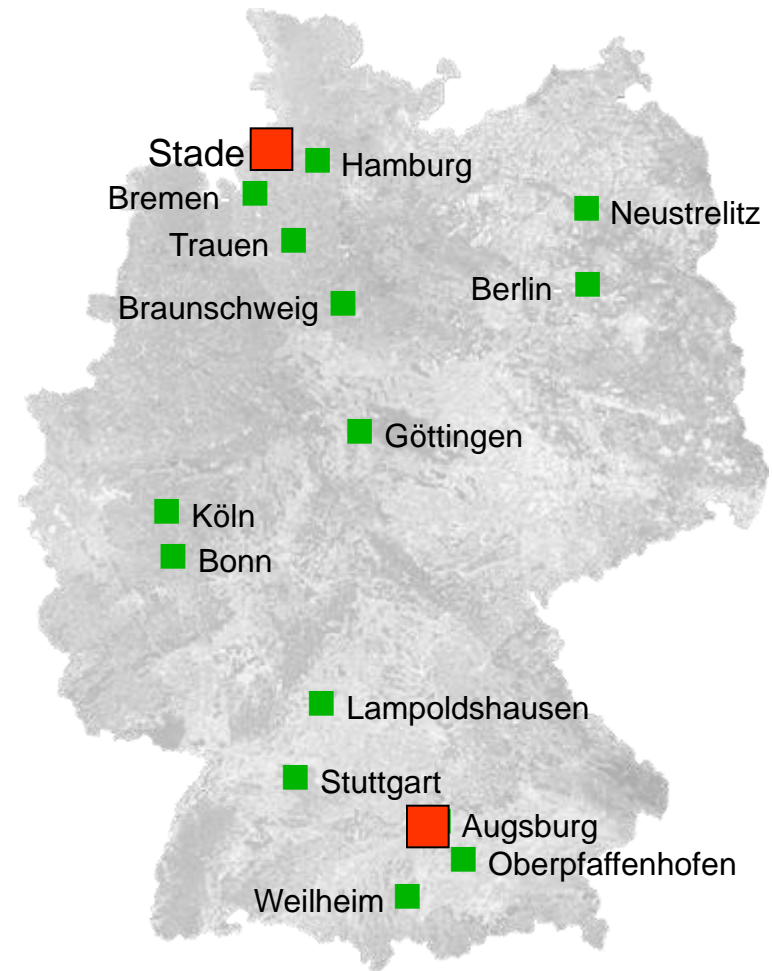 Stade
Hamburg
Bremen
Neustrelitz
Trauen
Berlin
Braunschweig
Göttingen
Köln
Bonn
Lampoldshausen
Stuttgart
Augsburg
Oberpfaffenhofen
Weilheim